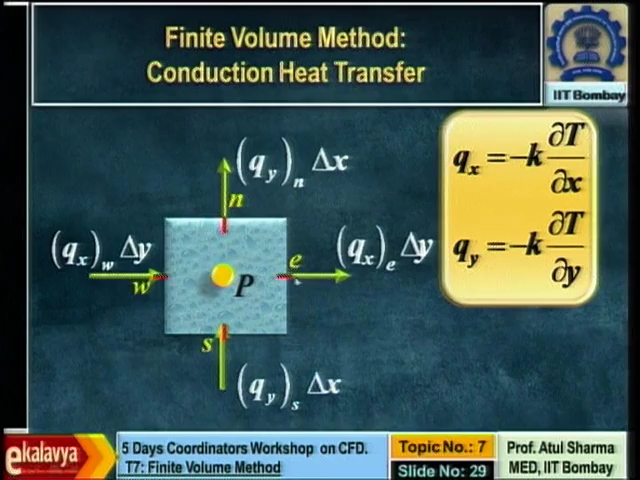 Finite Volume Method:
Conduction Heat Transfer
IIT Bombay
(q_y)_n Δx
n
q_x = -k ∂T/∂x
q_y = -k ∂T/∂y
(q_x)_w Δy
w
P
e
(q_x)_e Δy
s
(q_y)_s Δx
ekalavya
5 Days Coordinators Workshop on CFD.
T7: Finite Volume Method
Topic No.: 7
Slide No: 29
Prof. Atul Sharma
MED, IIT Bombay